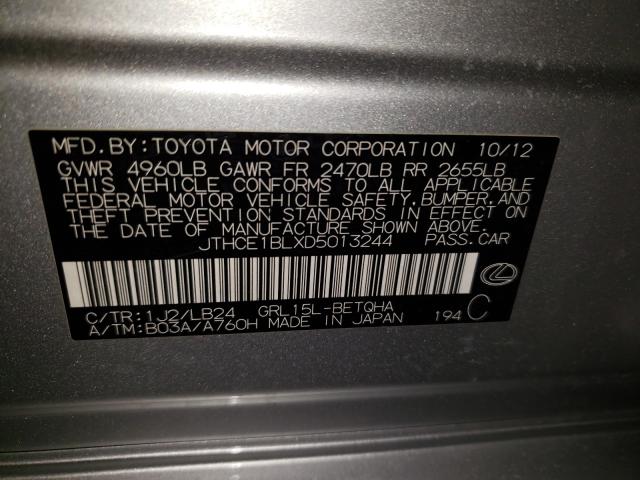 MFD.BY:TOYOTA MOTOR CORPORATION 10/12
GVWR 4960LB GAWR FR 2470LB RR 2655LB
THIS VEHICLE CONFORMS TO ALL APPLICABLE
FEDERAL MOTOR VEHICLE SAFETY,BUMPER,AND
THEFT PREVENTION STANDARDS IN EFFECT ON
THE DATE OF MANUFACTURE SHOWN ABOVE.
JTHCE1BLXD5013244 PASS.CAR
C/TR:1J2/LB24 GRL15L-BETQHA
A/TM:B03A/A760H MADE IN JAPAN 194 C